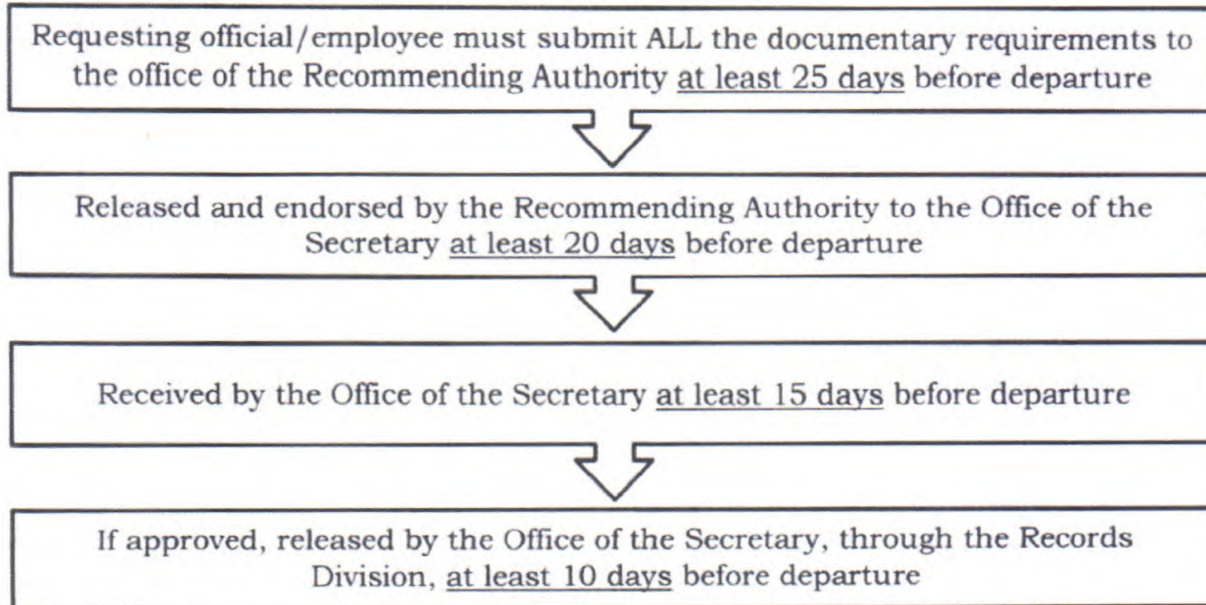 Requesting official/employee must submit ALL the documentary requirements to
the office of the Recommending Authority at least 25 days before departure
Released and endorsed by the Recommending Authority to the Office of the
Secretary at least 20 days before departure
Received by the Office of the Secretary at least 15 days before departure
If approved, released by the Office of the Secretary, through the Records
Division, at least 10 days before departure